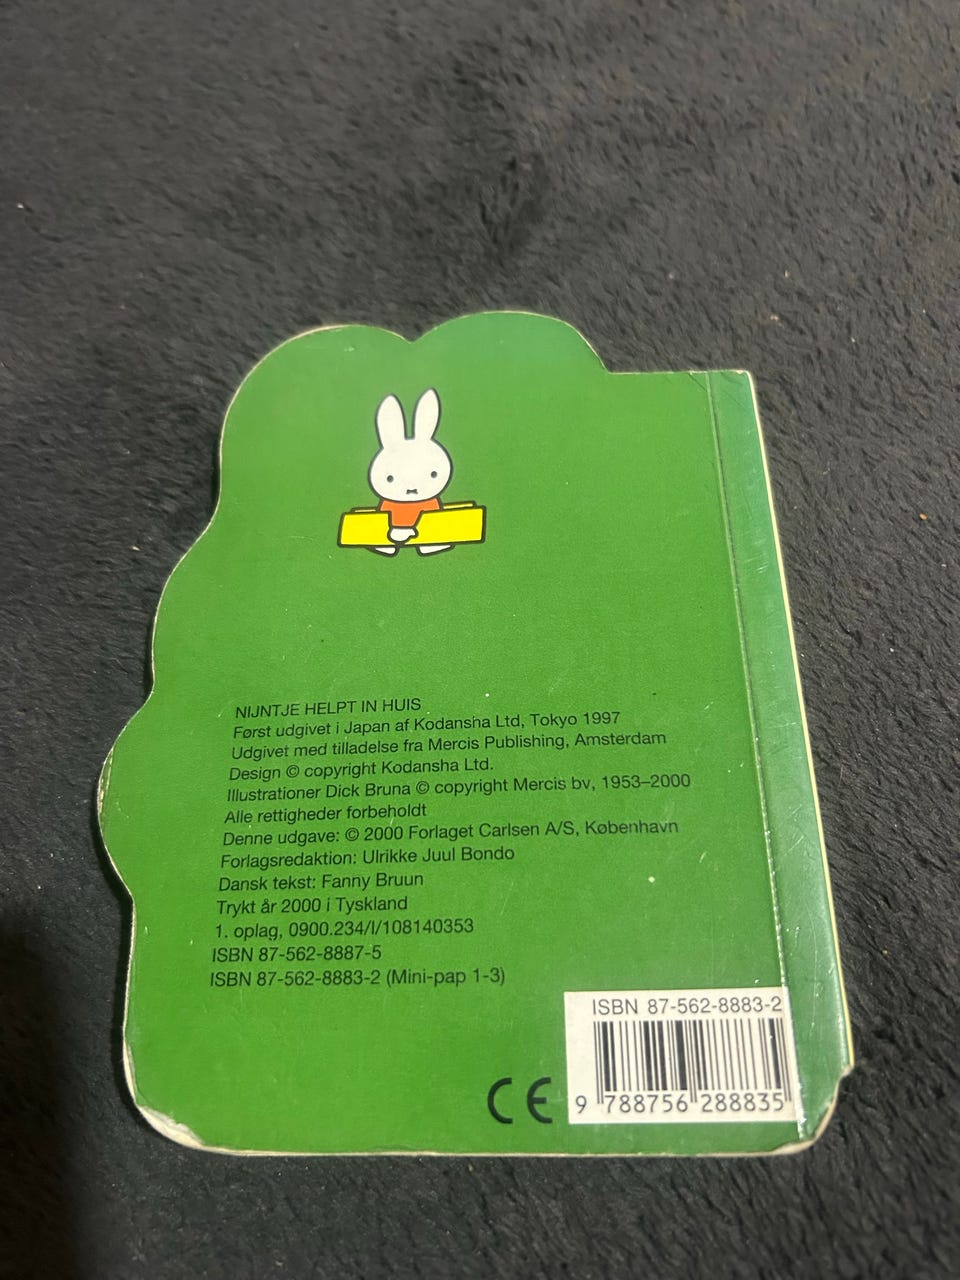 NIJNTJE HELPT IN HUIS
Først udgivet i Japan af Kodansha Ltd, Tokyo 1997
Udgivet med tilladelse fra Mercis Publishing, Amsterdam
Design © copyright Kodansha Ltd.
Illustrationer Dick Bruna © copyright Mercis bv, 1953–2000
Alle rettigheder forbeholdt
Denne udgave: © 2000 Forlaget Carlsen A/S, København
Forlagsredaktion: Ulrikke Juul Bondo
Dansk tekst: Fanny Bruun
Trykt år 2000 i Tyskland
1. oplag, 0900.234/I/108140353
ISBN 87-562-8887-5
ISBN 87-562-8883-2 (Mini-pap 1-3)
ISBN 87-562-8883-2
CE
9 788756 288835